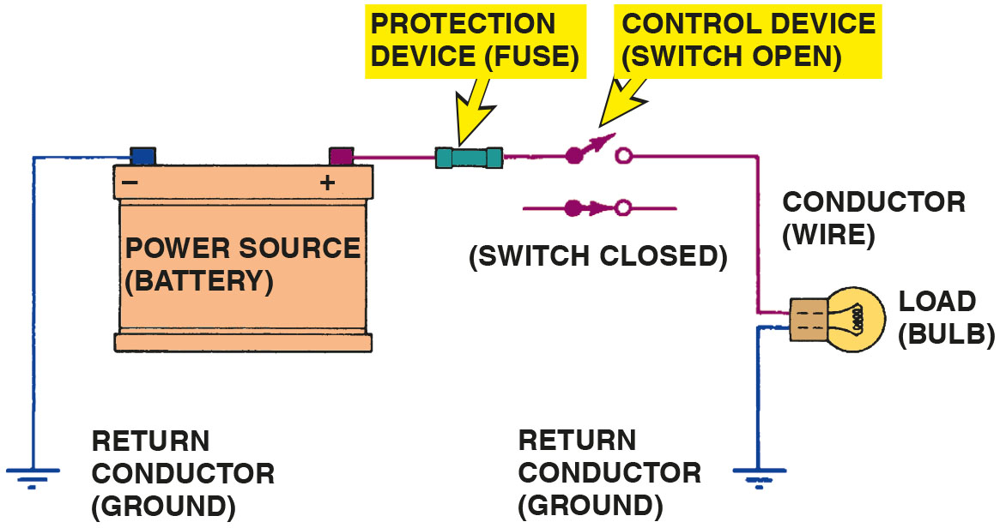 PROTECTION
DEVICE (FUSE)
CONTROL DEVICE
(SWITCH OPEN)
–
+
POWER SOURCE
(BATTERY)
(SWITCH CLOSED)
CONDUCTOR
(WIRE)
LOAD
(BULB)
RETURN
CONDUCTOR
(GROUND)
RETURN
CONDUCTOR
(GROUND)